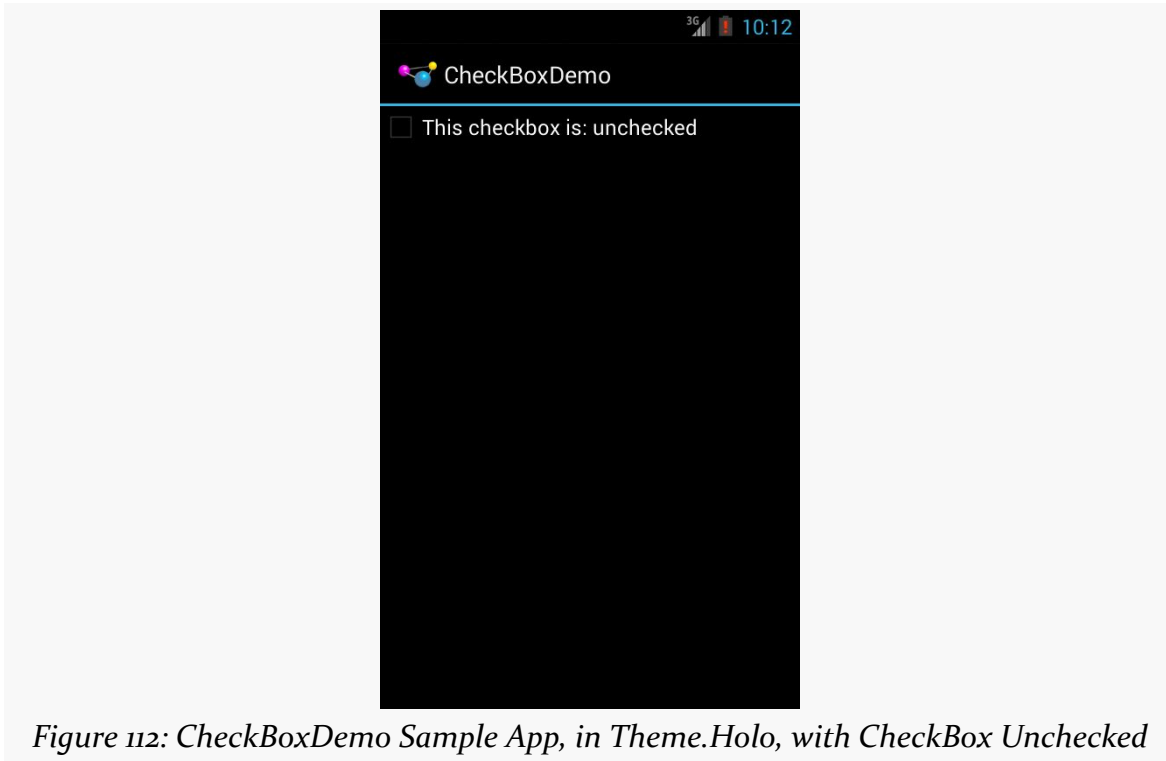 3G 10:12
CheckBoxDemo
This checkbox is: unchecked
Figure 112: CheckBoxDemo Sample App, in Theme.Holo, with CheckBox Unchecked